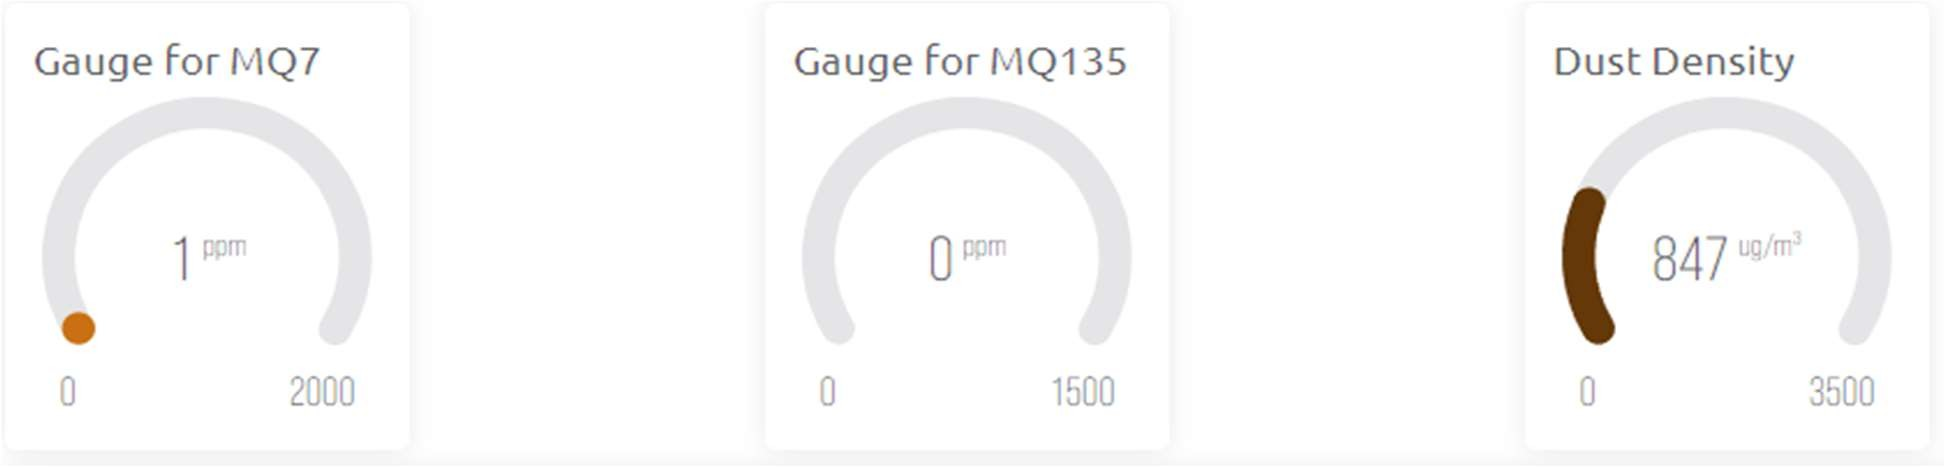 Gauge for MQ7
1 ppm
0 2000
Gauge for MQ135
0 ppm
0 1500
Dust Density
847 ug/m³
0 3500